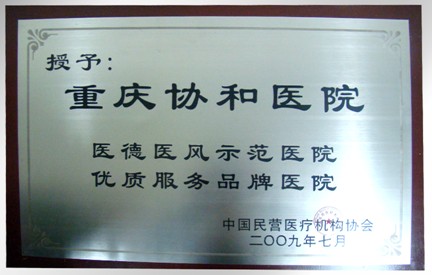 授予：
重庆协和医院
医德医风示范医院
优质服务品牌医院
中国民营医疗机构协会
二〇〇九年七月